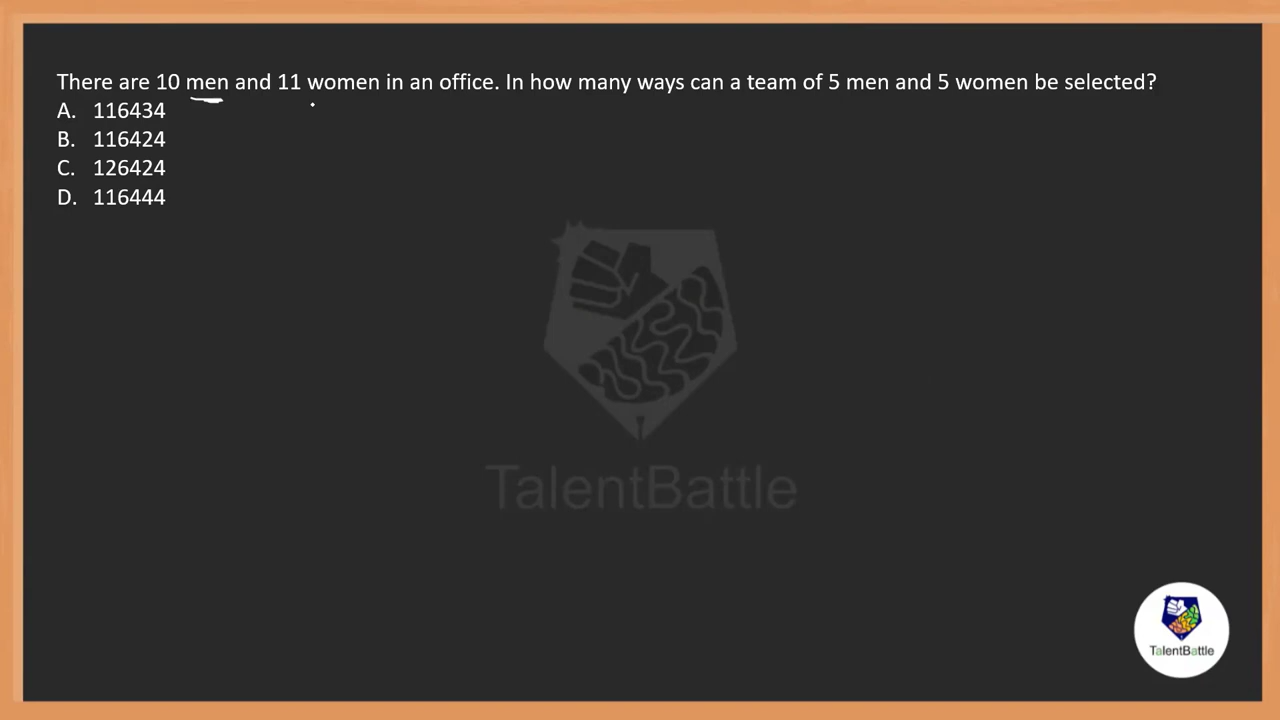 There are 10 men and 11 women in an office. In how many ways can a team of 5 men and 5 women be selected?
A. 116434
B. 116424
C. 126424
D. 116444
TalentBattle
TalentBattle